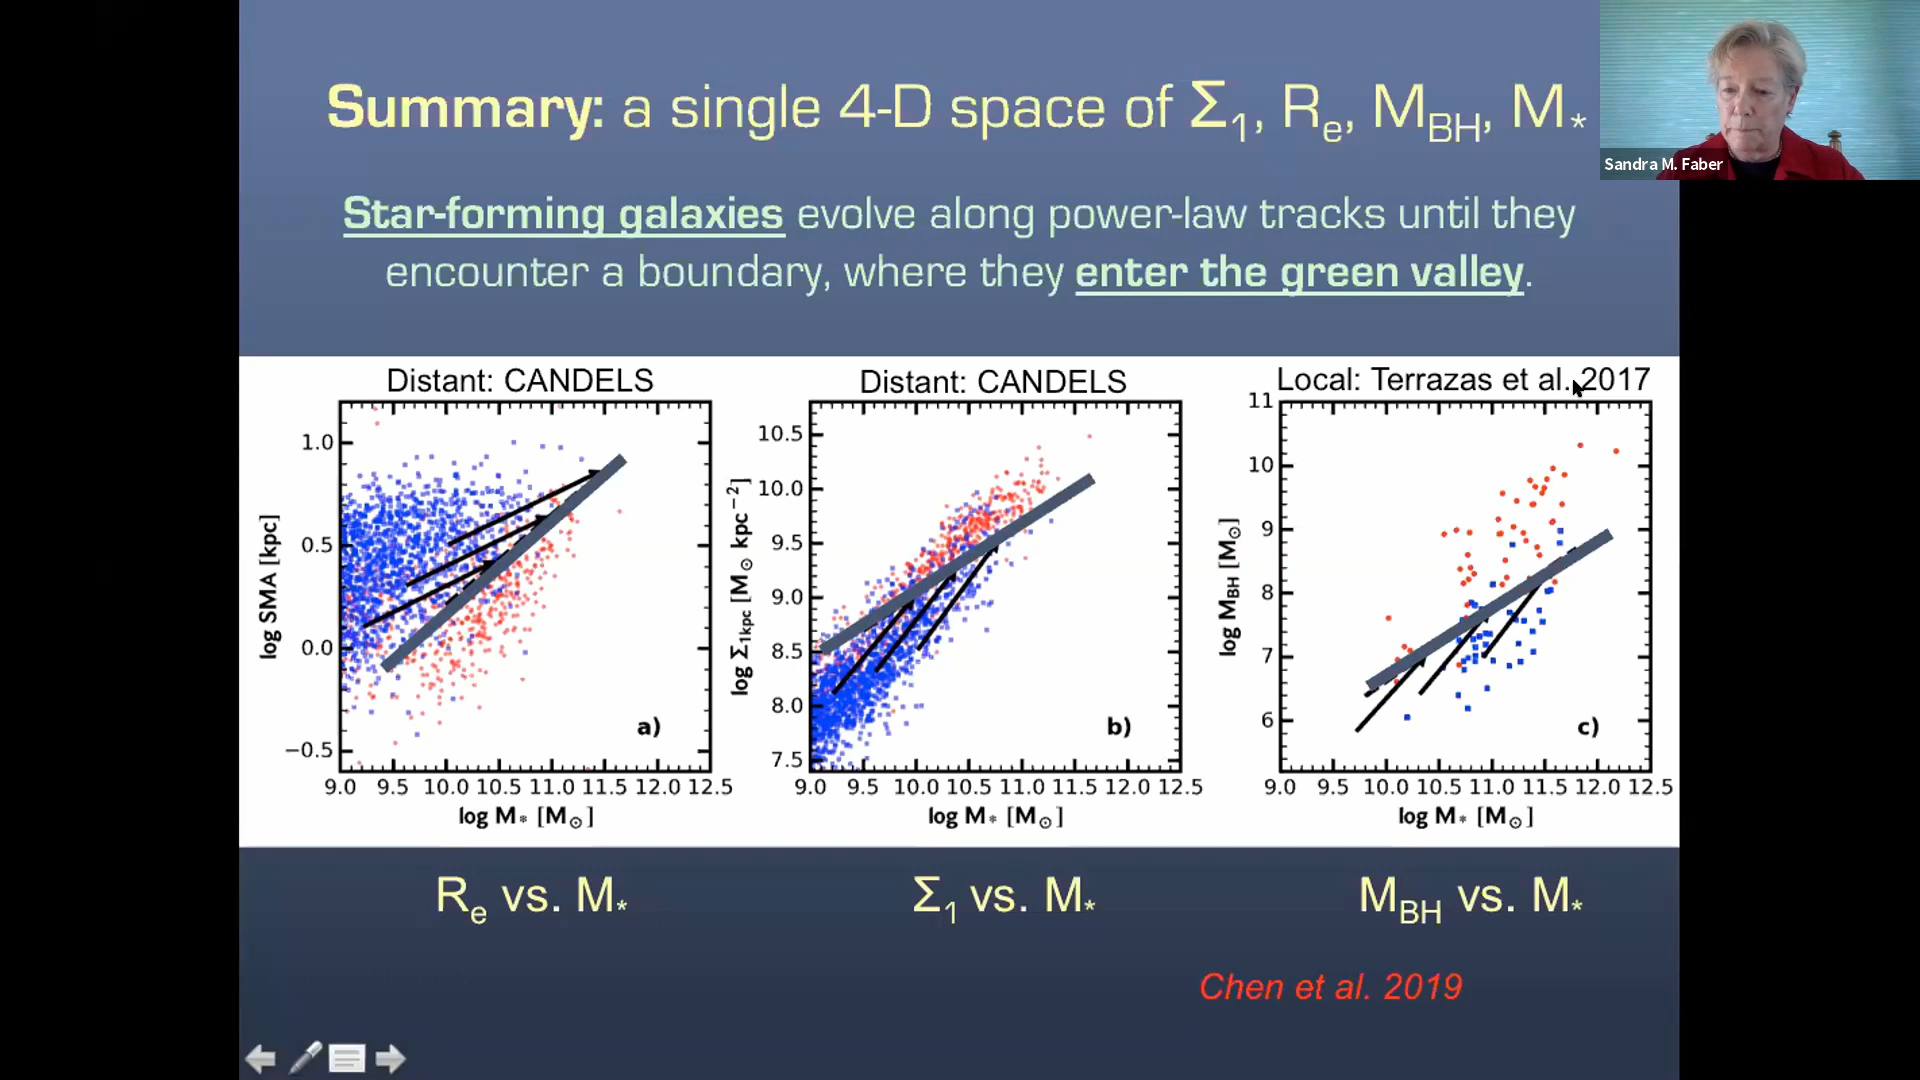 Summary: a single 4-D space of Σ1, Re, MBH, M*
Sandra M. Faber
Star-forming galaxies evolve along power-law tracks until they
encounter a boundary, where they enter the green valley.
Distant: CANDELS
1.0
0.5
0.0
−0.5
log SMA [kpc]
a)
9.0 9.5 10.0 10.5 11.0 11.5 12.0 12.5
log M* [M⊙]
Distant: CANDELS
10.5
10.0
9.5
9.0
8.5
8.0
7.5
log Σ1kpc [M⊙ kpc−2]
b)
9.0 9.5 10.0 10.5 11.0 11.5 12.0 12.5
log M* [M⊙]
Local: Terrazas et al. 2017
11
10
9
8
7
6
log MBH [M⊙]
c)
9.0 9.5 10.0 10.5 11.0 11.5 12.0 12.5
log M* [M⊙]
Re vs. M*
Σ1 vs. M*
MBH vs. M*
Chen et al. 2019